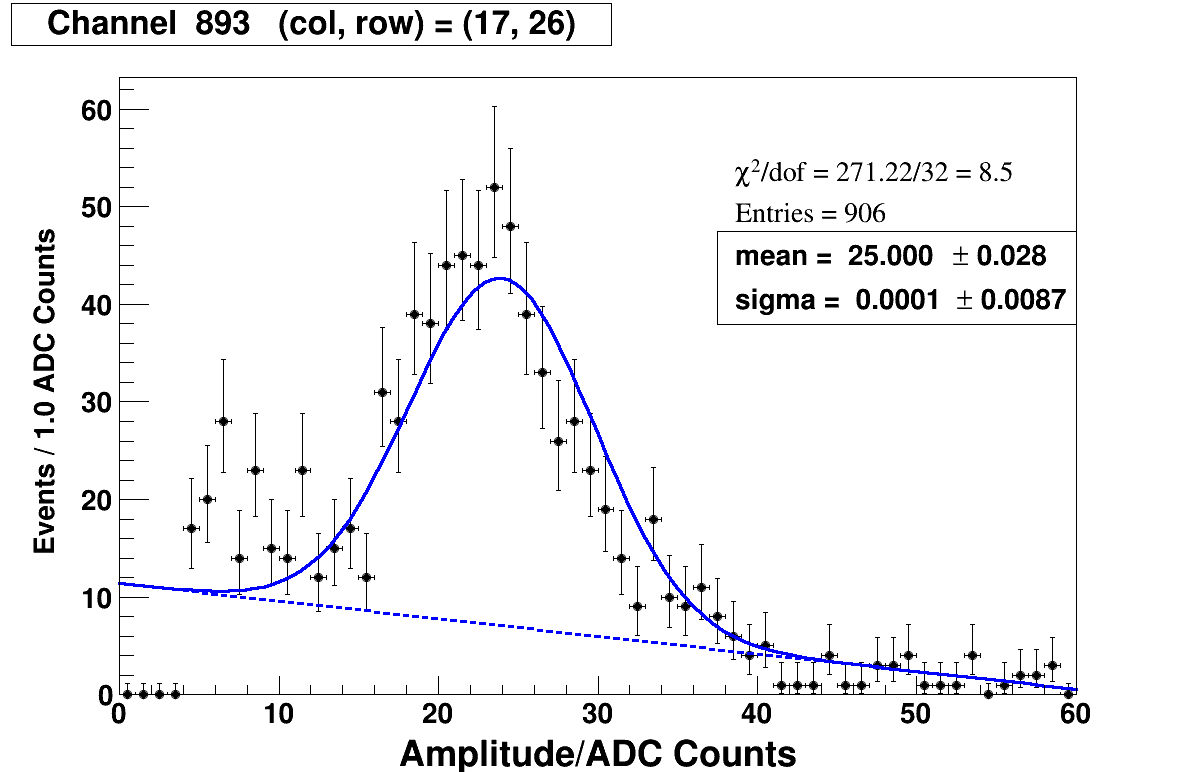 Channel 893 (col, row) = (17, 26)
60
50
40
30
20
10
0
Events / 1.0 ADC Counts
χ²/dof = 271.22/32 = 8.5
Entries = 906
mean = 25.000 ± 0.028
sigma = 0.0001 ± 0.0087
0 10 20 30 40 50 60
Amplitude/ADC Counts